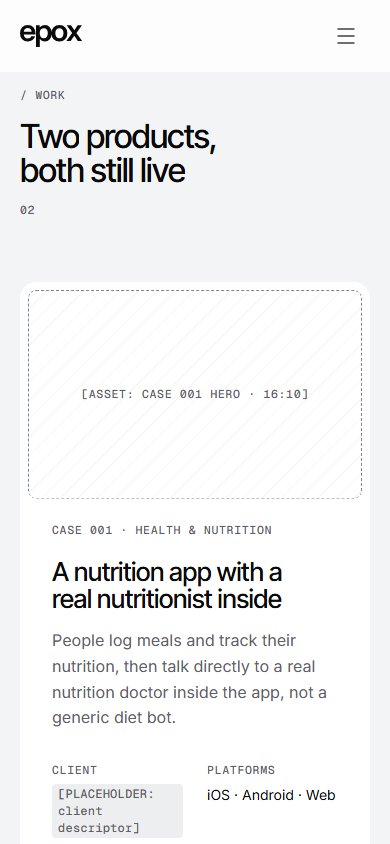 epox
/ WORK
Two products,
both still live
02
[ASSET: CASE 001 HERO · 16:10]
CASE 001 · HEALTH & NUTRITION
A nutrition app with a
real nutritionist inside
People log meals and track their
nutrition, then talk directly to a real
nutrition doctor inside the app, not a
generic diet bot.
CLIENT
[PLACEHOLDER:
client
descriptor]
PLATFORMS
iOS · Android · Web